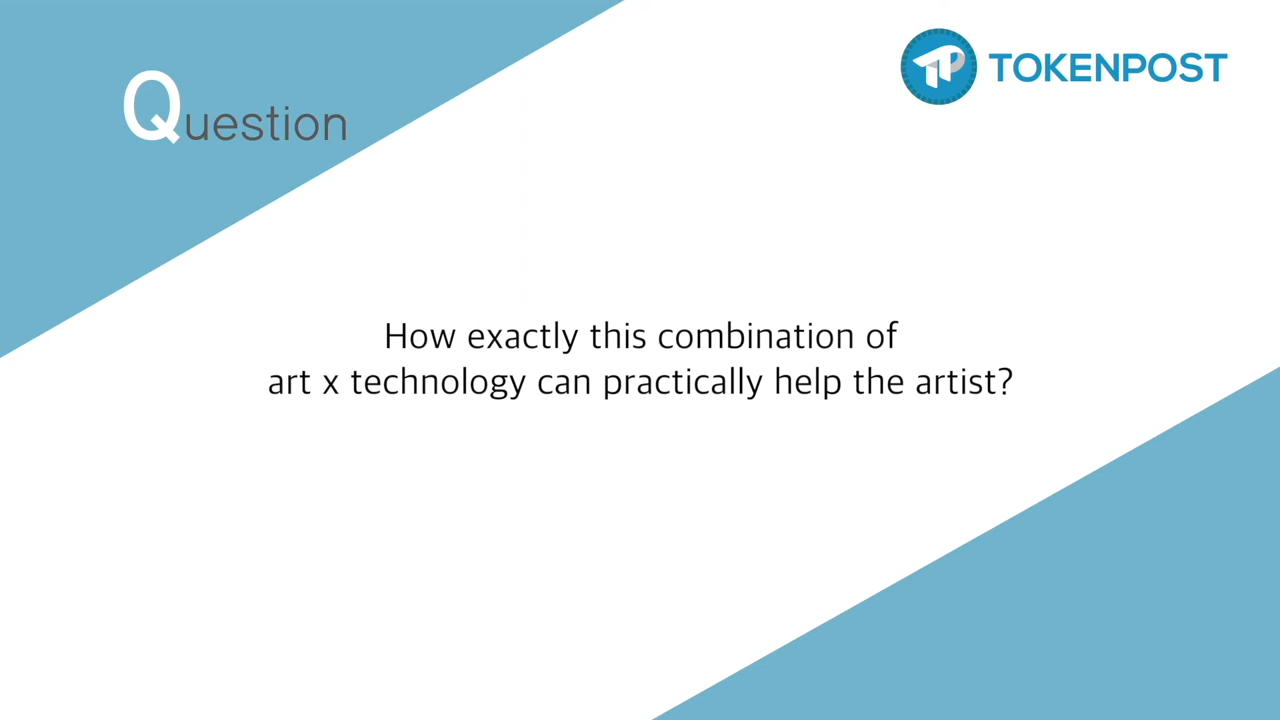 Question
TOKENPOST
How exactly this combination of
art x technology can practically help the artist?